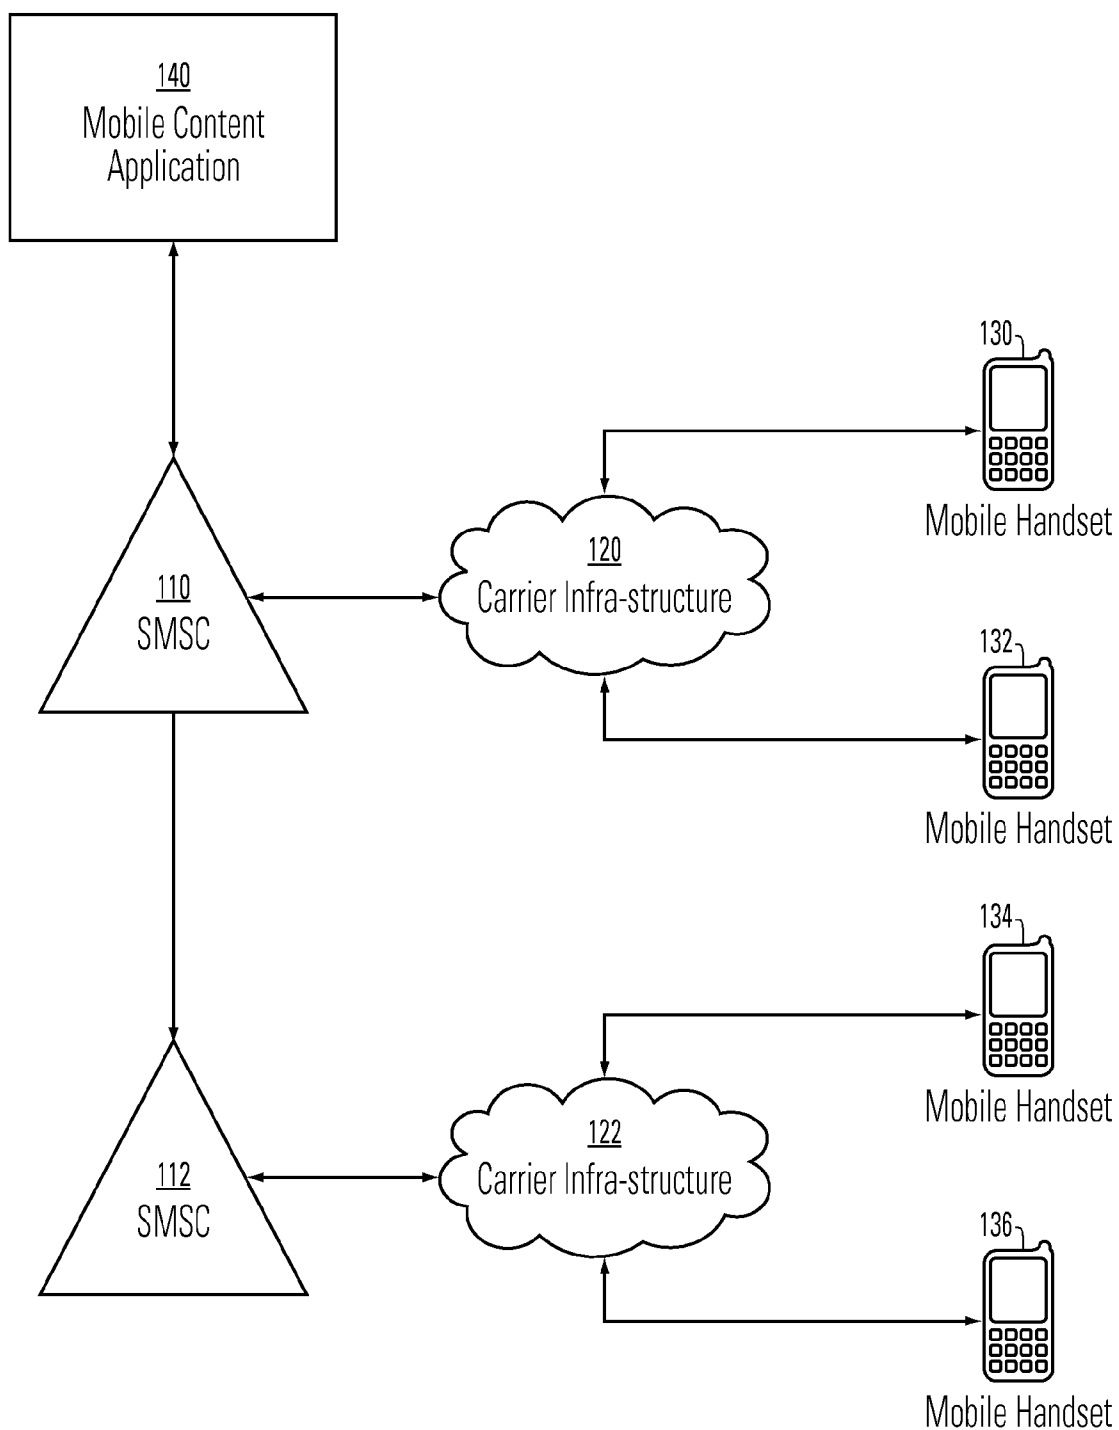 140
Mobile Content
Application
130
Mobile Handset
120
Carrier Infra-structure
110
SMSC
132
Mobile Handset
134
Mobile Handset
122
Carrier Infra-structure
112
SMSC
136
Mobile Handset